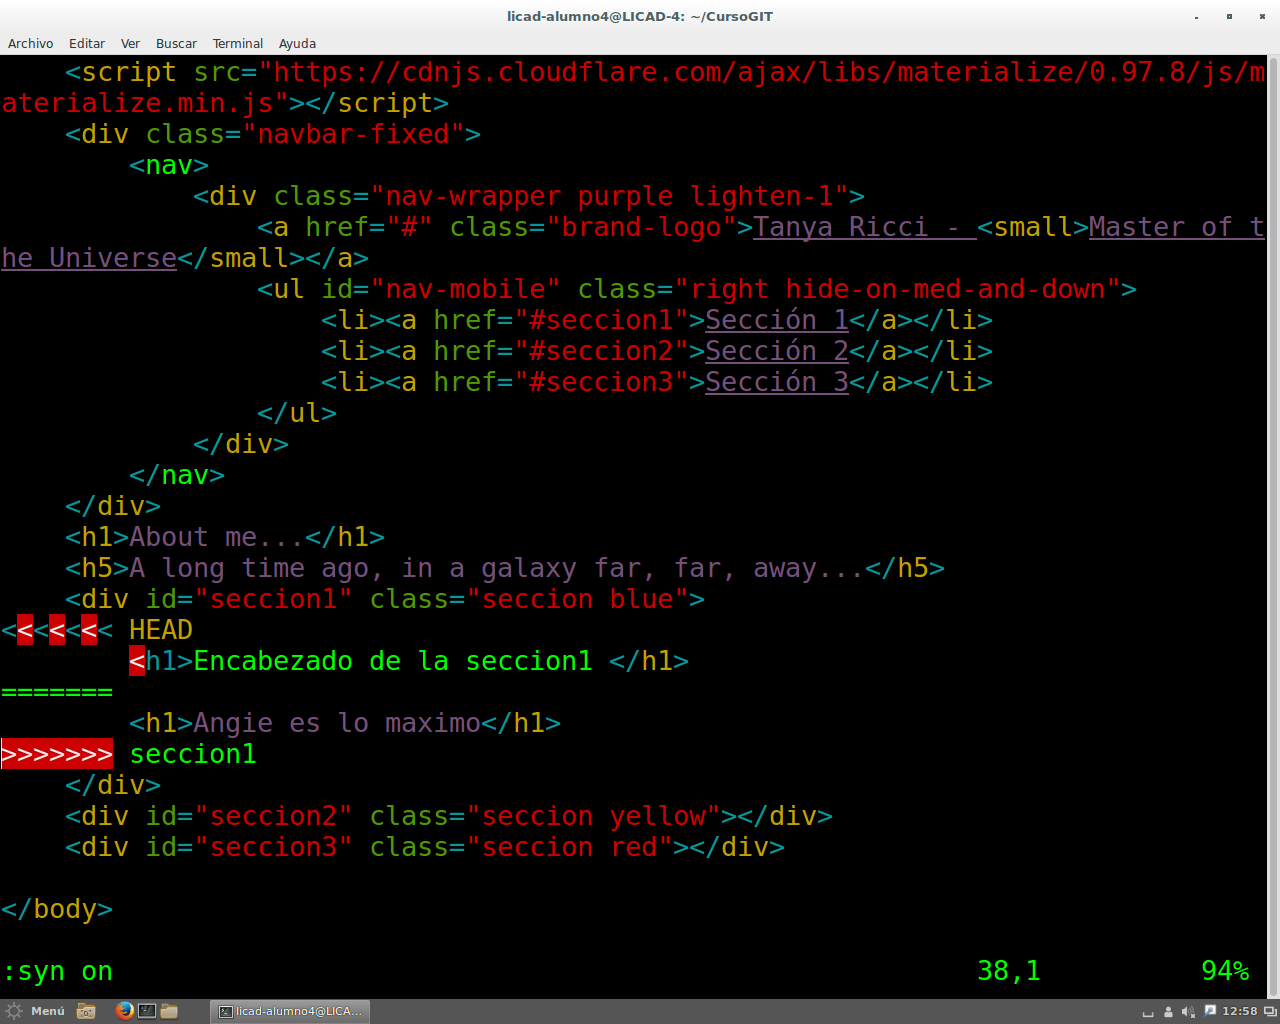 licad-alumno4@LICAD-4: ~/CursoGIT
Archivo Editar Ver Buscar Terminal Ayuda
<script src="https://cdnjs.cloudflare.com/ajax/libs/materialize/0.97.8/js/m
aterialize.min.js"></script>
<div class="navbar-fixed">
<nav>
<div class="nav-wrapper purple lighten-1">
<a href="#" class="brand-logo">Tanya Ricci - <small>Master of t
he Universe</small></a>
<ul id="nav-mobile" class="right hide-on-med-and-down">
<li><a href="#seccion1">Sección 1</a></li>
<li><a href="#seccion2">Sección 2</a></li>
<li><a href="#seccion3">Sección 3</a></li>
</ul>
</div>
</nav>
</div>
<h1>About me...</h1>
<h5>A long time ago, in a galaxy far, far, away...</h5>
<div id="seccion1" class="seccion blue">
<<<<<<< HEAD
<h1>Encabezado de la seccion1 </h1>
=======
<h1>Angie es lo maximo</h1>
>>>>>>> seccion1
</div>
<div id="seccion2" class="seccion yellow"></div>
<div id="seccion3" class="seccion red"></div>
</body>
:syn on 38,1 94%
Menú licad-alumno4@LICA... 12:58